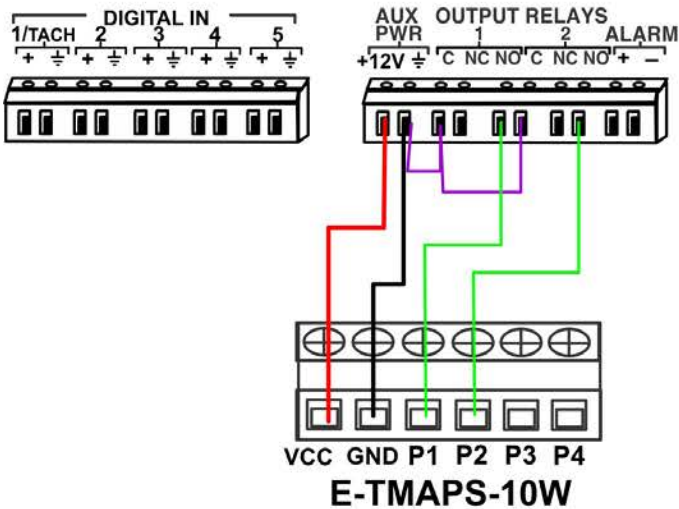 DIGITAL IN
1/TACH 2 3 4 5
+ ⏚ + ⏚ + ⏚ + ⏚ + ⏚
AUX PWR
OUTPUT RELAYS
1 2 ALARM
+12V ⏚ C NC NO C NC NO + −
VCC GND P1 P2 P3 P4
E-TMAPS-10W